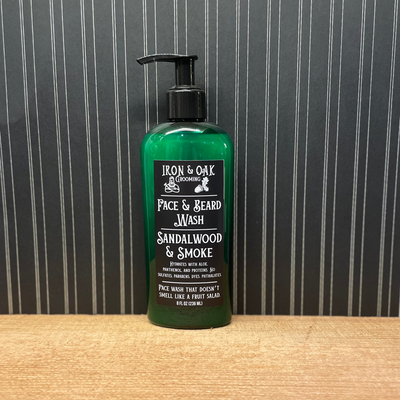 IRON & OAK
GROOMING
FACE & BEARD
WASH
SANDALWOOD
& SMOKE
HYDRATES WITH ALOE,
PANTHENOL AND PROTEINS. NO
SULFATES, PARABENS, DYES, PHTHALATES.
FACE WASH THAT DOESN'T
SMELL LIKE A FRUIT SALAD.
8 FL OZ (236 ML)